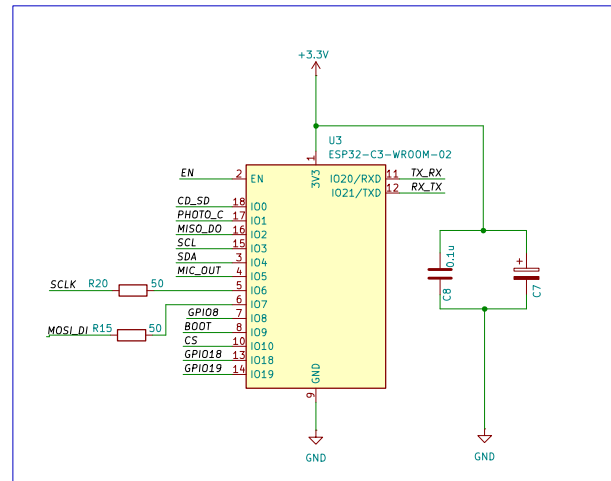 +3.3V
U3
ESP32-C3-WROOM-02
1
3V3
EN 2 EN
IO20/RXD 11 TX_RX
IO21/TXD 12 RX_TX
CD_SD 18 IO0
PHOTO_C 17 IO1
MISO_DO 16 IO2
SCL 15 IO3
SDA 3 IO4
MIC_OUT 4 IO5
SCLK R20 50 5 IO6
6 IO7
GPIO8 7 IO8
MOSI_DI R15 50
BOOT 8 IO9
CS 10 IO10
GPIO18 13 IO18
GPIO19 14 IO19
GND
9
GND
0.1u
C8
+
C7
GND